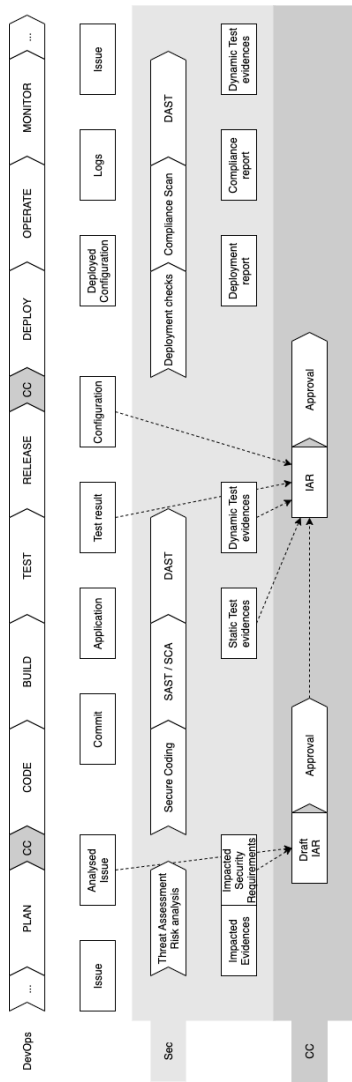 DevOps
...
PLAN
CC
CODE
BUILD
TEST
RELEASE
CC
DEPLOY
OPERATE
MONITOR
...
Issue
Analysed
Issue
Commit
Application
Test result
Configuration
Deployed
Configuration
Logs
Issue
Sec
Threat Assessment
Risk analysis
Secure Coding
SAST / SCA
DAST
Deployment checks
Compliance Scan
DAST
Impacted
Evidences
Impacted
Security
Requirements
Static Test
evidences
Dynamic Test
evidences
Deployment
report
Compliance
report
Dynamic Test
evidences
CC
Draft
IAR
Approval
IAR
Approval